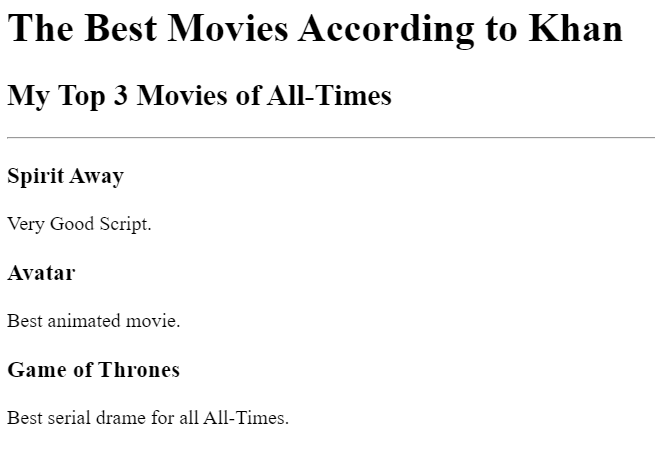 The Best Movies According to Khan
My Top 3 Movies of All-Times
Spirit Away
Very Good Script.
Avatar
Best animated movie.
Game of Thrones
Best serial drame for all All-Times.